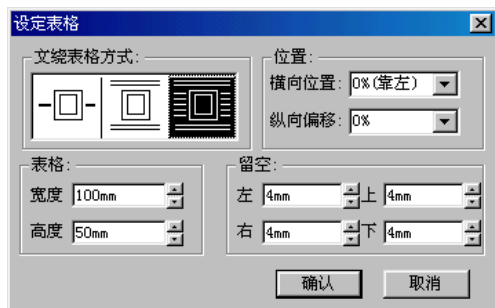 设定表格
文绕表格方式:
位置:
横向位置: 0%(靠左)
纵向偏移: 0%
表格:
宽度 100mm
高度 50mm
留空:
左 4mm 上 4mm
右 4mm 下 4mm
确认 取消